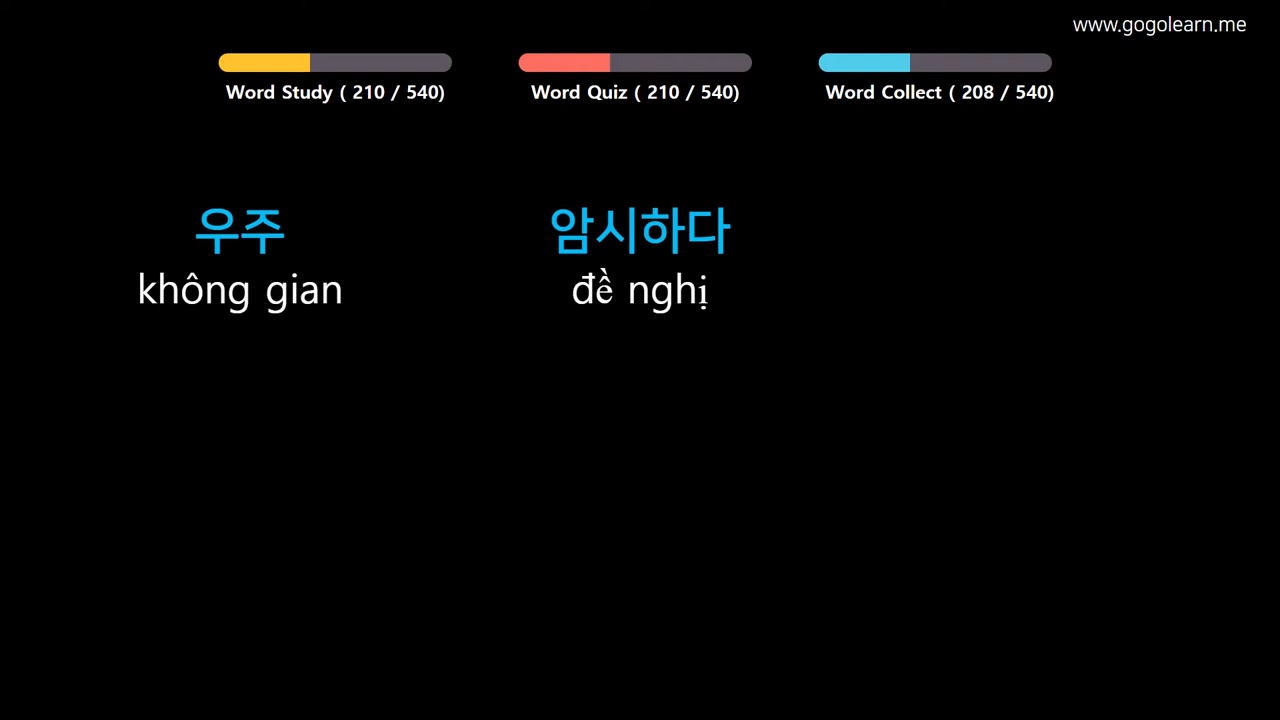 www.gogolearn.me
Word Study ( 210 / 540)
Word Quiz ( 210 / 540)
Word Collect ( 208 / 540)
우주
không gian
암시하다
đề nghị